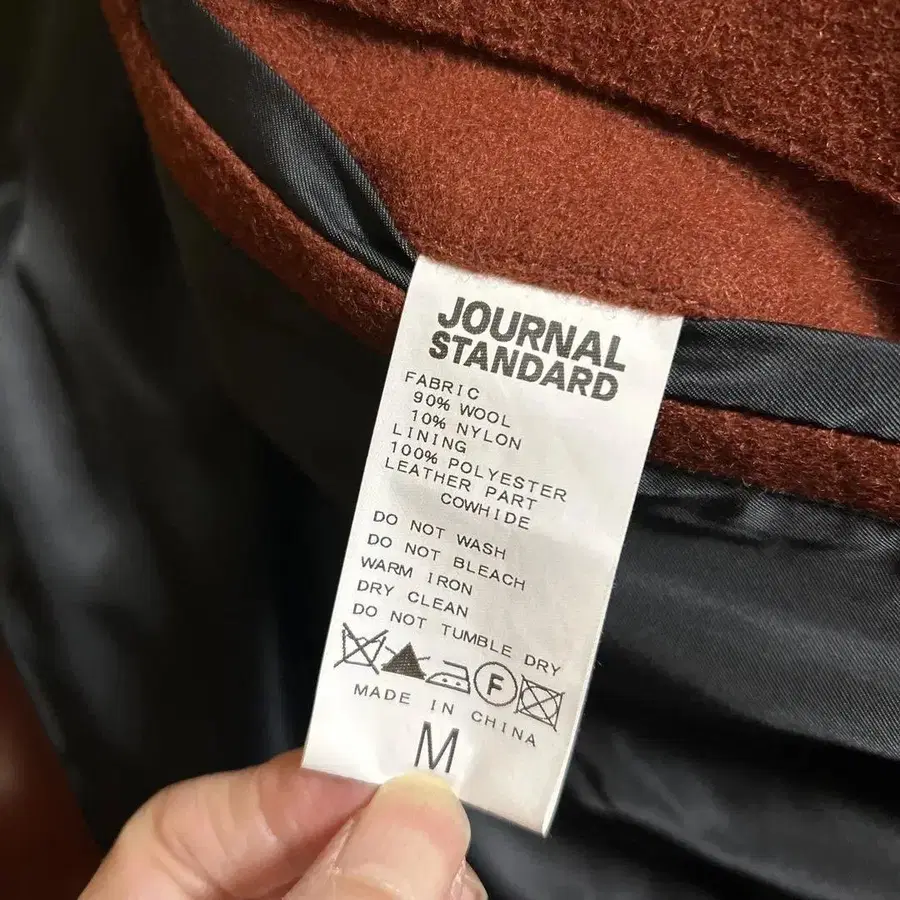 JOURNAL
STANDARD
FABRIC
90% WOOL
10% NYLON
LINING
100% POLYESTER
LEATHER PART
COWHIDE
DO NOT WASH
DO NOT BLEACH
WARM IRON
DRY CLEAN
DO NOT TUMBLE DRY
F
MADE IN CHINA
M